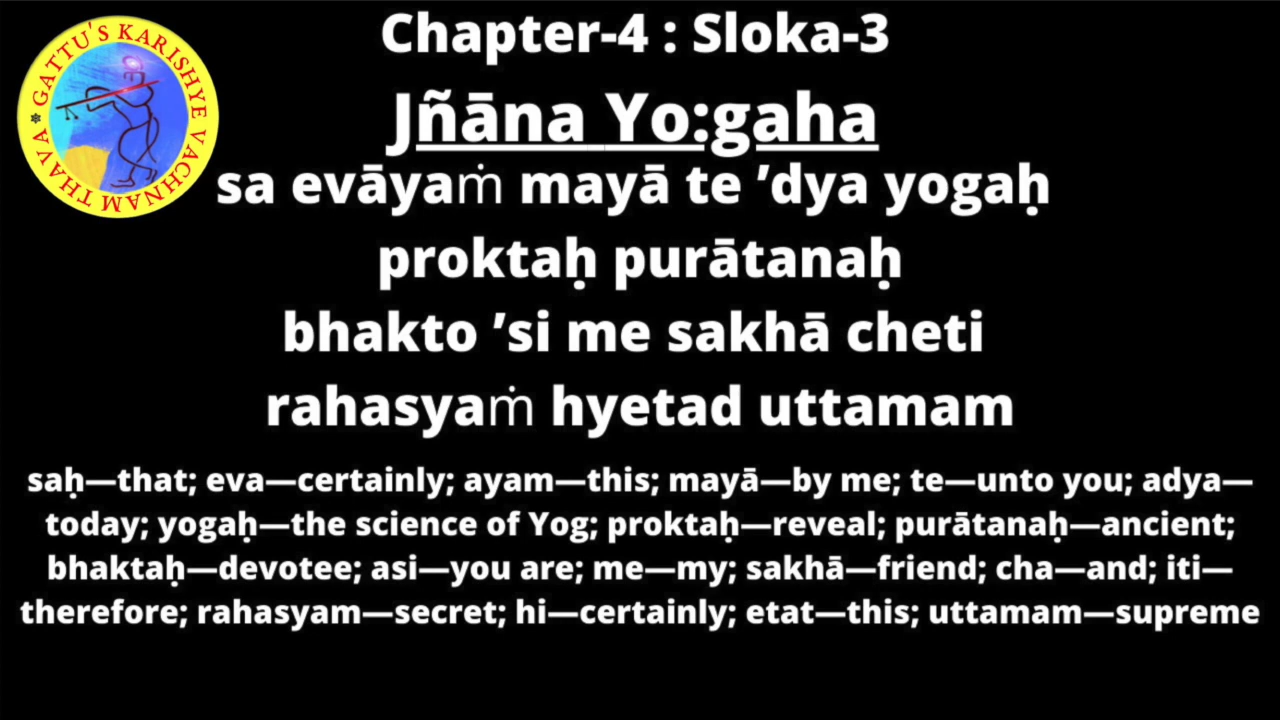 GATTU'S KARISHYE VACHNAM THAVA
Chapter-4 : Sloka-3
Jñāna Yo:gaha
sa evāyaṁ mayā te ’dya yogaḥ
proktaḥ purātanaḥ
bhakto ’si me sakhā cheti
rahasyaṁ hyetad uttamam
saḥ—that; eva—certainly; ayam—this; mayā—by me; te—unto you; adya—
today; yogaḥ—the science of Yog; proktaḥ—reveal; purātanaḥ—ancient;
bhaktaḥ—devotee; asi—you are; me—my; sakhā—friend; cha—and; iti—
therefore; rahasyam—secret; hi—certainly; etat—this; uttamam—supreme